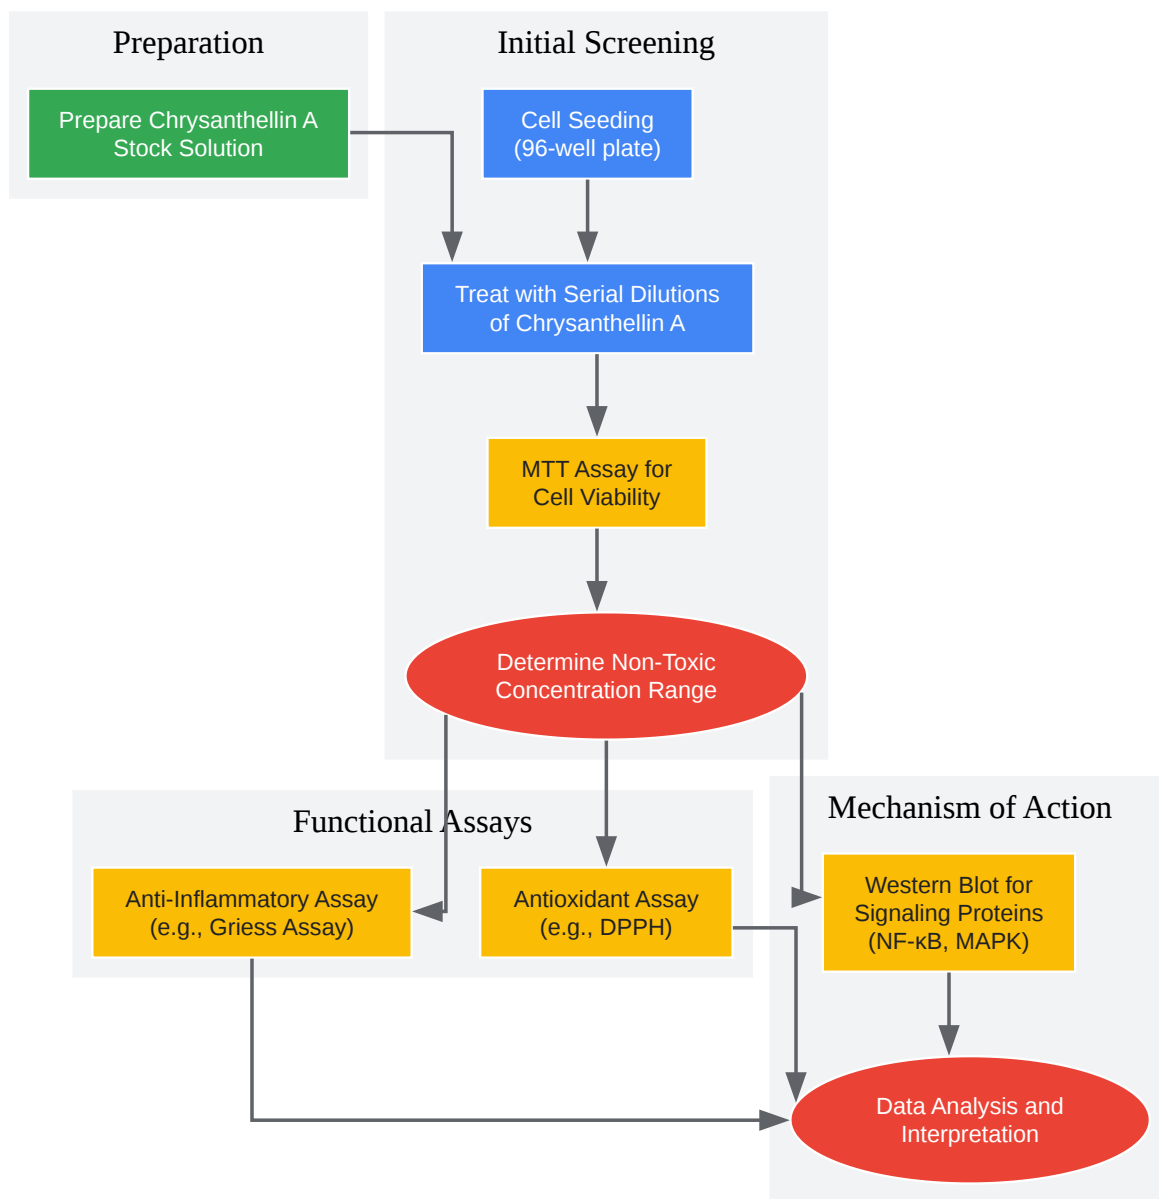 Preparation
Prepare Chrysanthellin A
Stock Solution
Initial Screening
Cell Seeding
(96-well plate)
Treat with Serial Dilutions
of Chrysanthellin A
MTT Assay for
Cell Viability
Determine Non-Toxic
Concentration Range
Functional Assays
Anti-Inflammatory Assay
(e.g., Griess Assay)
Antioxidant Assay
(e.g., DPPH)
Mechanism of Action
Western Blot for
Signaling Proteins
(NF-κB, MAPK)
Data Analysis and
Interpretation